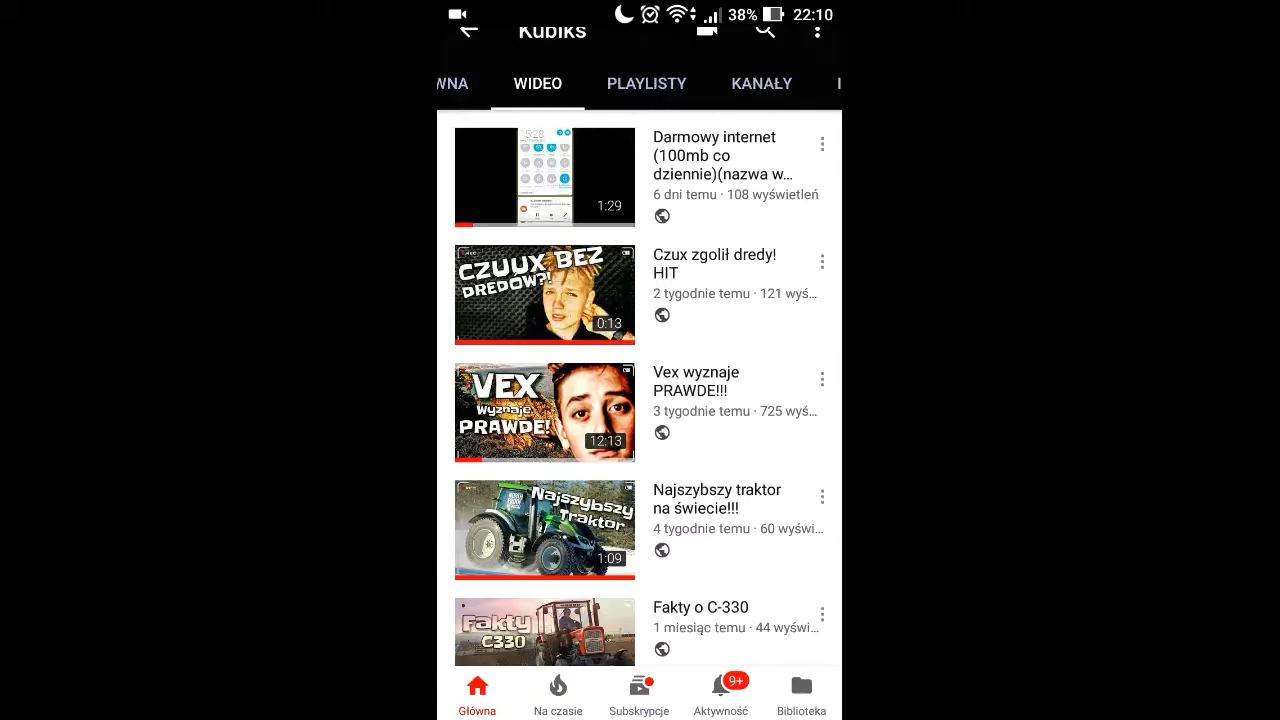 38% 22:10
Kubiks
WNA WIDEO PLAYLISTY KANAŁY I
15:28
1:29
Darmowy internet
(100mb co
dziennie)(nazwa w...
6 dni temu · 108 wyświetleń
CZUUX BEZ
DREDÓW?!
0:13
Czux zgolił dredy!
HIT
2 tygodnie temu · 121 wyś...
VEX
Wyznaje
PRAWDE!
12:13
Vex wyznaje
PRAWDE!!!
3 tygodnie temu · 725 wyś...
Najszybszy
Traktor
1:09
Najszybszy traktor
na świecie!!!
4 tygodnie temu · 60 wyświ...
Fakty
C330
Fakty o C-330
1 miesiąc temu · 44 wyświ...
9+
Główna Na czasie Subskrypcje Aktywność Biblioteka